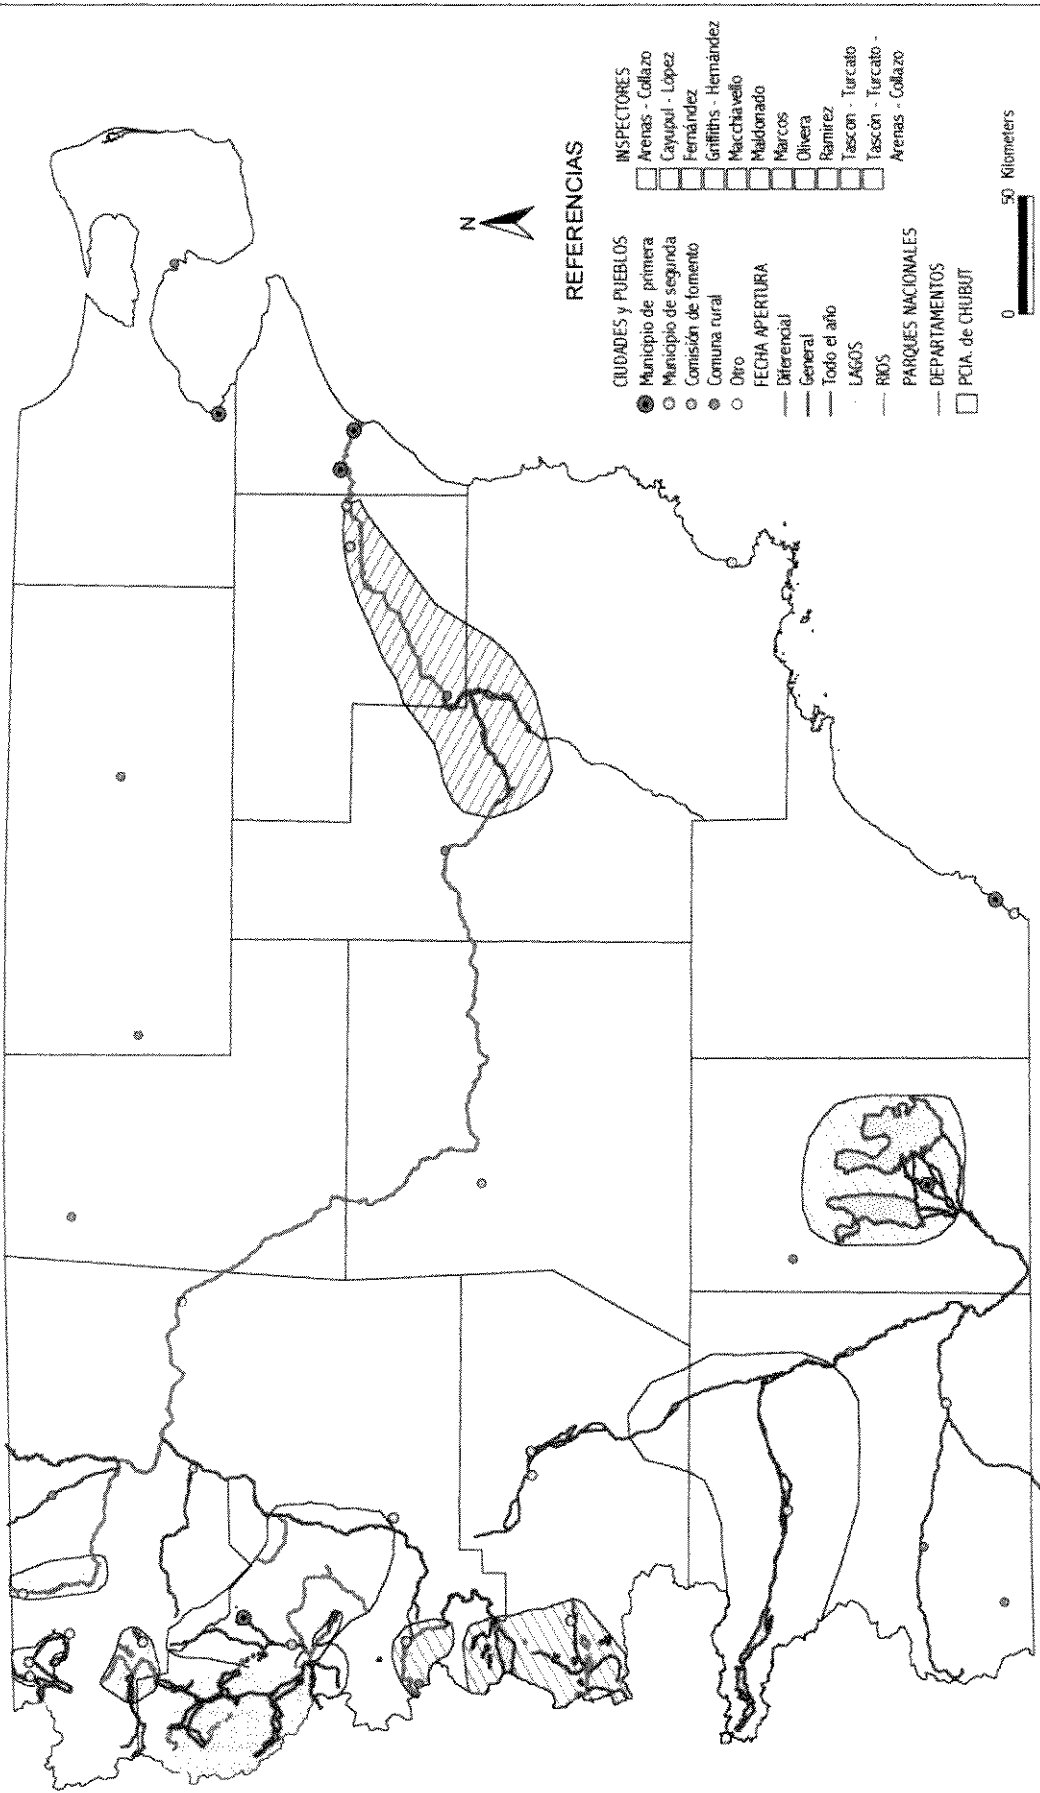 N
REFERENCIAS
CIUDADES y PUEBLOS
Municipio de primera
Municipio de segunda
Comisión de fomento
Comuna rural
Otro
FECHA APERTURA
Diferencial
General
Todo el año
LAGOS
RIOS
PARQUES NACIONALES
DEPARTAMENTOS
PCIA. de CHUBUT
INSPECTORES
Arenas - Collazo
Cayupul - López
Fernández
Griffiths - Hernández
Macchiavello
Maldonado
Marcos
Olivera
Ramirez
Tascon - Turcato
Tascón - Turcato -
Arenas - Collazo
0 50 Kilometers